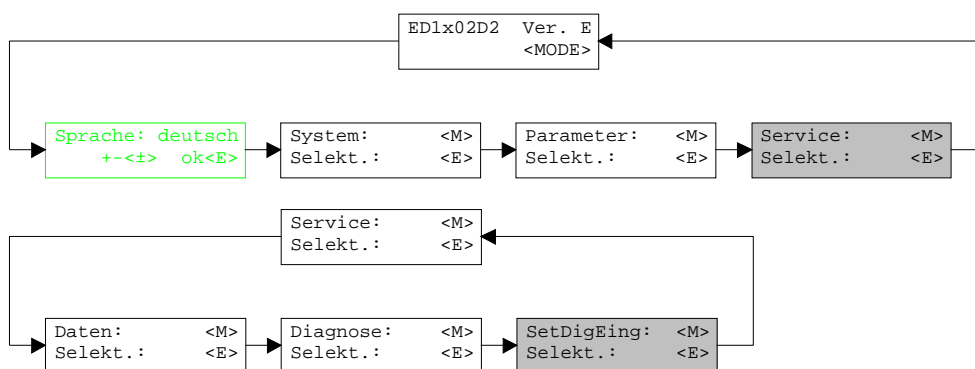 ED1x02D2 Ver. E
<MODE>
Sprache: deutsch
+-<±> ok<E>
System: <M>
Selekt.: <E>
Parameter: <M>
Selekt.: <E>
Service: <M>
Selekt.: <E>
Service: <M>
Selekt.: <E>
Daten: <M>
Selekt.: <E>
Diagnose: <M>
Selekt.: <E>
SetDigEing: <M>
Selekt.: <E>